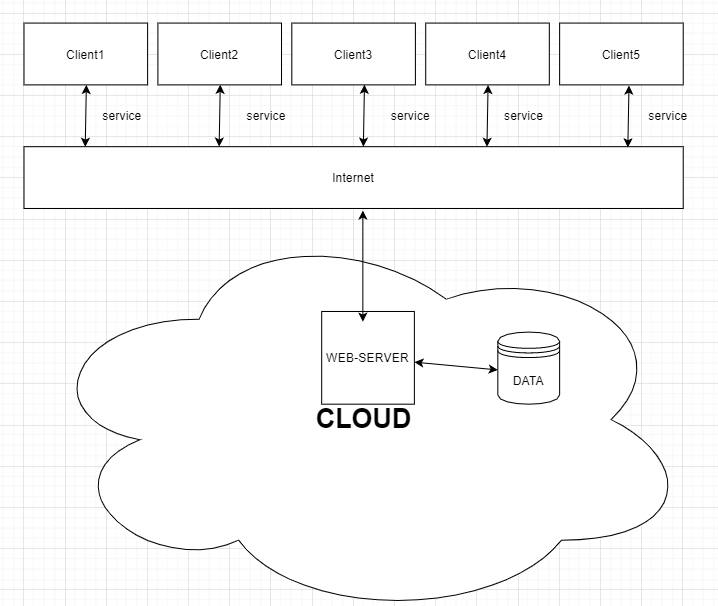 Client1
Client2
Client3
Client4
Client5
service
service
service
service
service
Internet
WEB-SERVER
DATA
CLOUD